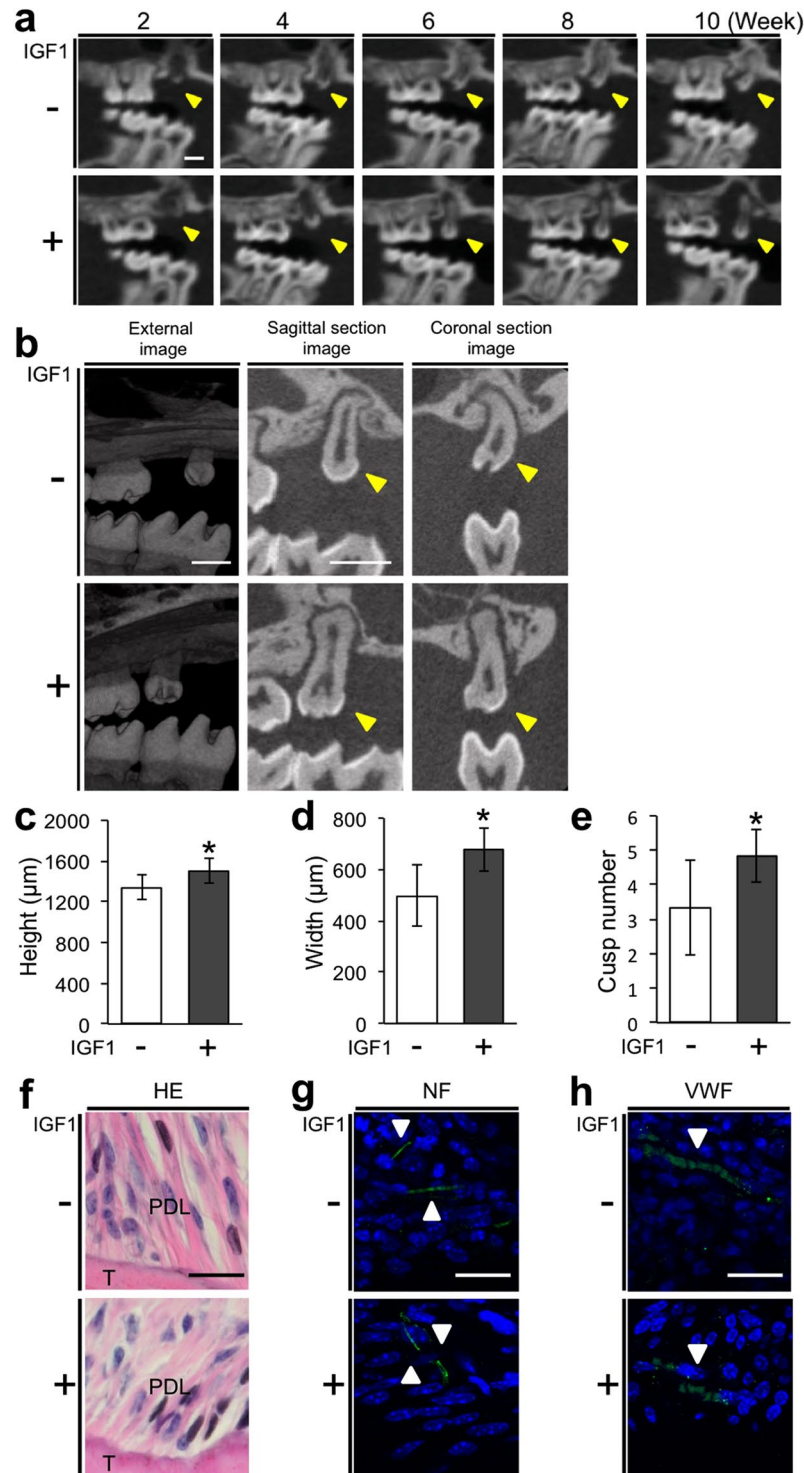 a
2 4 6 8 10 (Week)
IGF1
-
+
b
External image
Sagittal section image
Coronal section image
IGF1
-
+
c
2000
1600
1200
800
400
0
Height (μm)
*
IGF1 - +
d
800
600
400
200
0
Width (μm)
*
IGF1 - +
e
6
5
4
3
2
1
0
Cusp number
*
IGF1 - +
f
HE
IGF1
-
PDL
T
+
PDL
T
g
NF
IGF1
-
+
h
VWF
IGF1
-
+